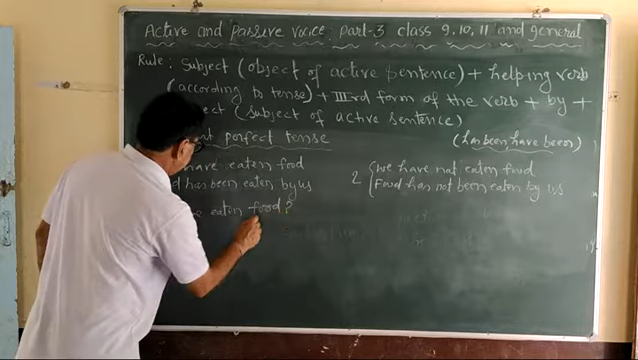 Active and Passive voice: part-3 class 9,10,11 and general
Rule: Subject (object of active sentence) + helping verb
(according to tense) + IIIrd form of the verb + by +
(subject of active sentence)
perfect tense
(has been have been)
have eaten food
has been eaten by us
eaten food?
2 we have not eaten food
Food has not been eaten by us